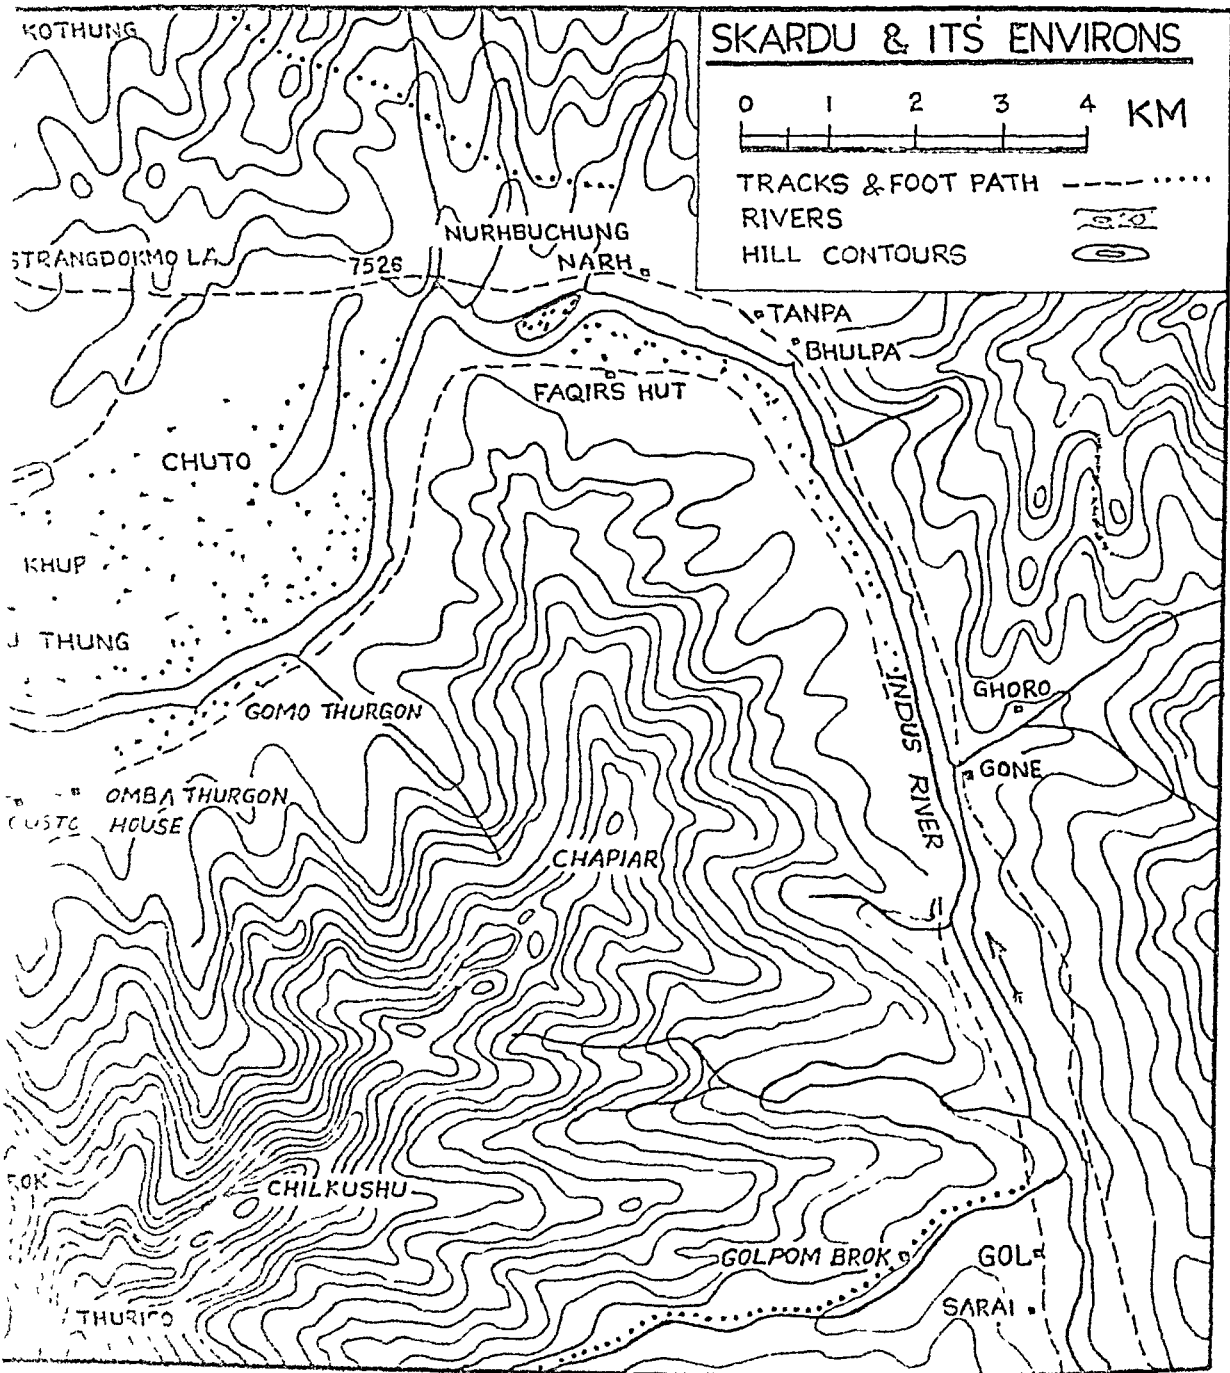 KOTHUNG
SKARDU & ITS ENVIRONS
0 1 2 3 4 KM
TRACKS & FOOT PATH
RIVERS
HILL CONTOURS
NURHBUCHUNG
STRANGDOKMO LA
7526
NARH
TANPA
BHULPA
FAQIRS HUT
CHUTO
KHUP
THUNG
GHORO
GOMO THURGON
INDUS RIVER
GONE
OMBA THURGON
HOUSE
CHAPIAR
CHILKUSHU
GOLPOM BROK
GOL
SARAI